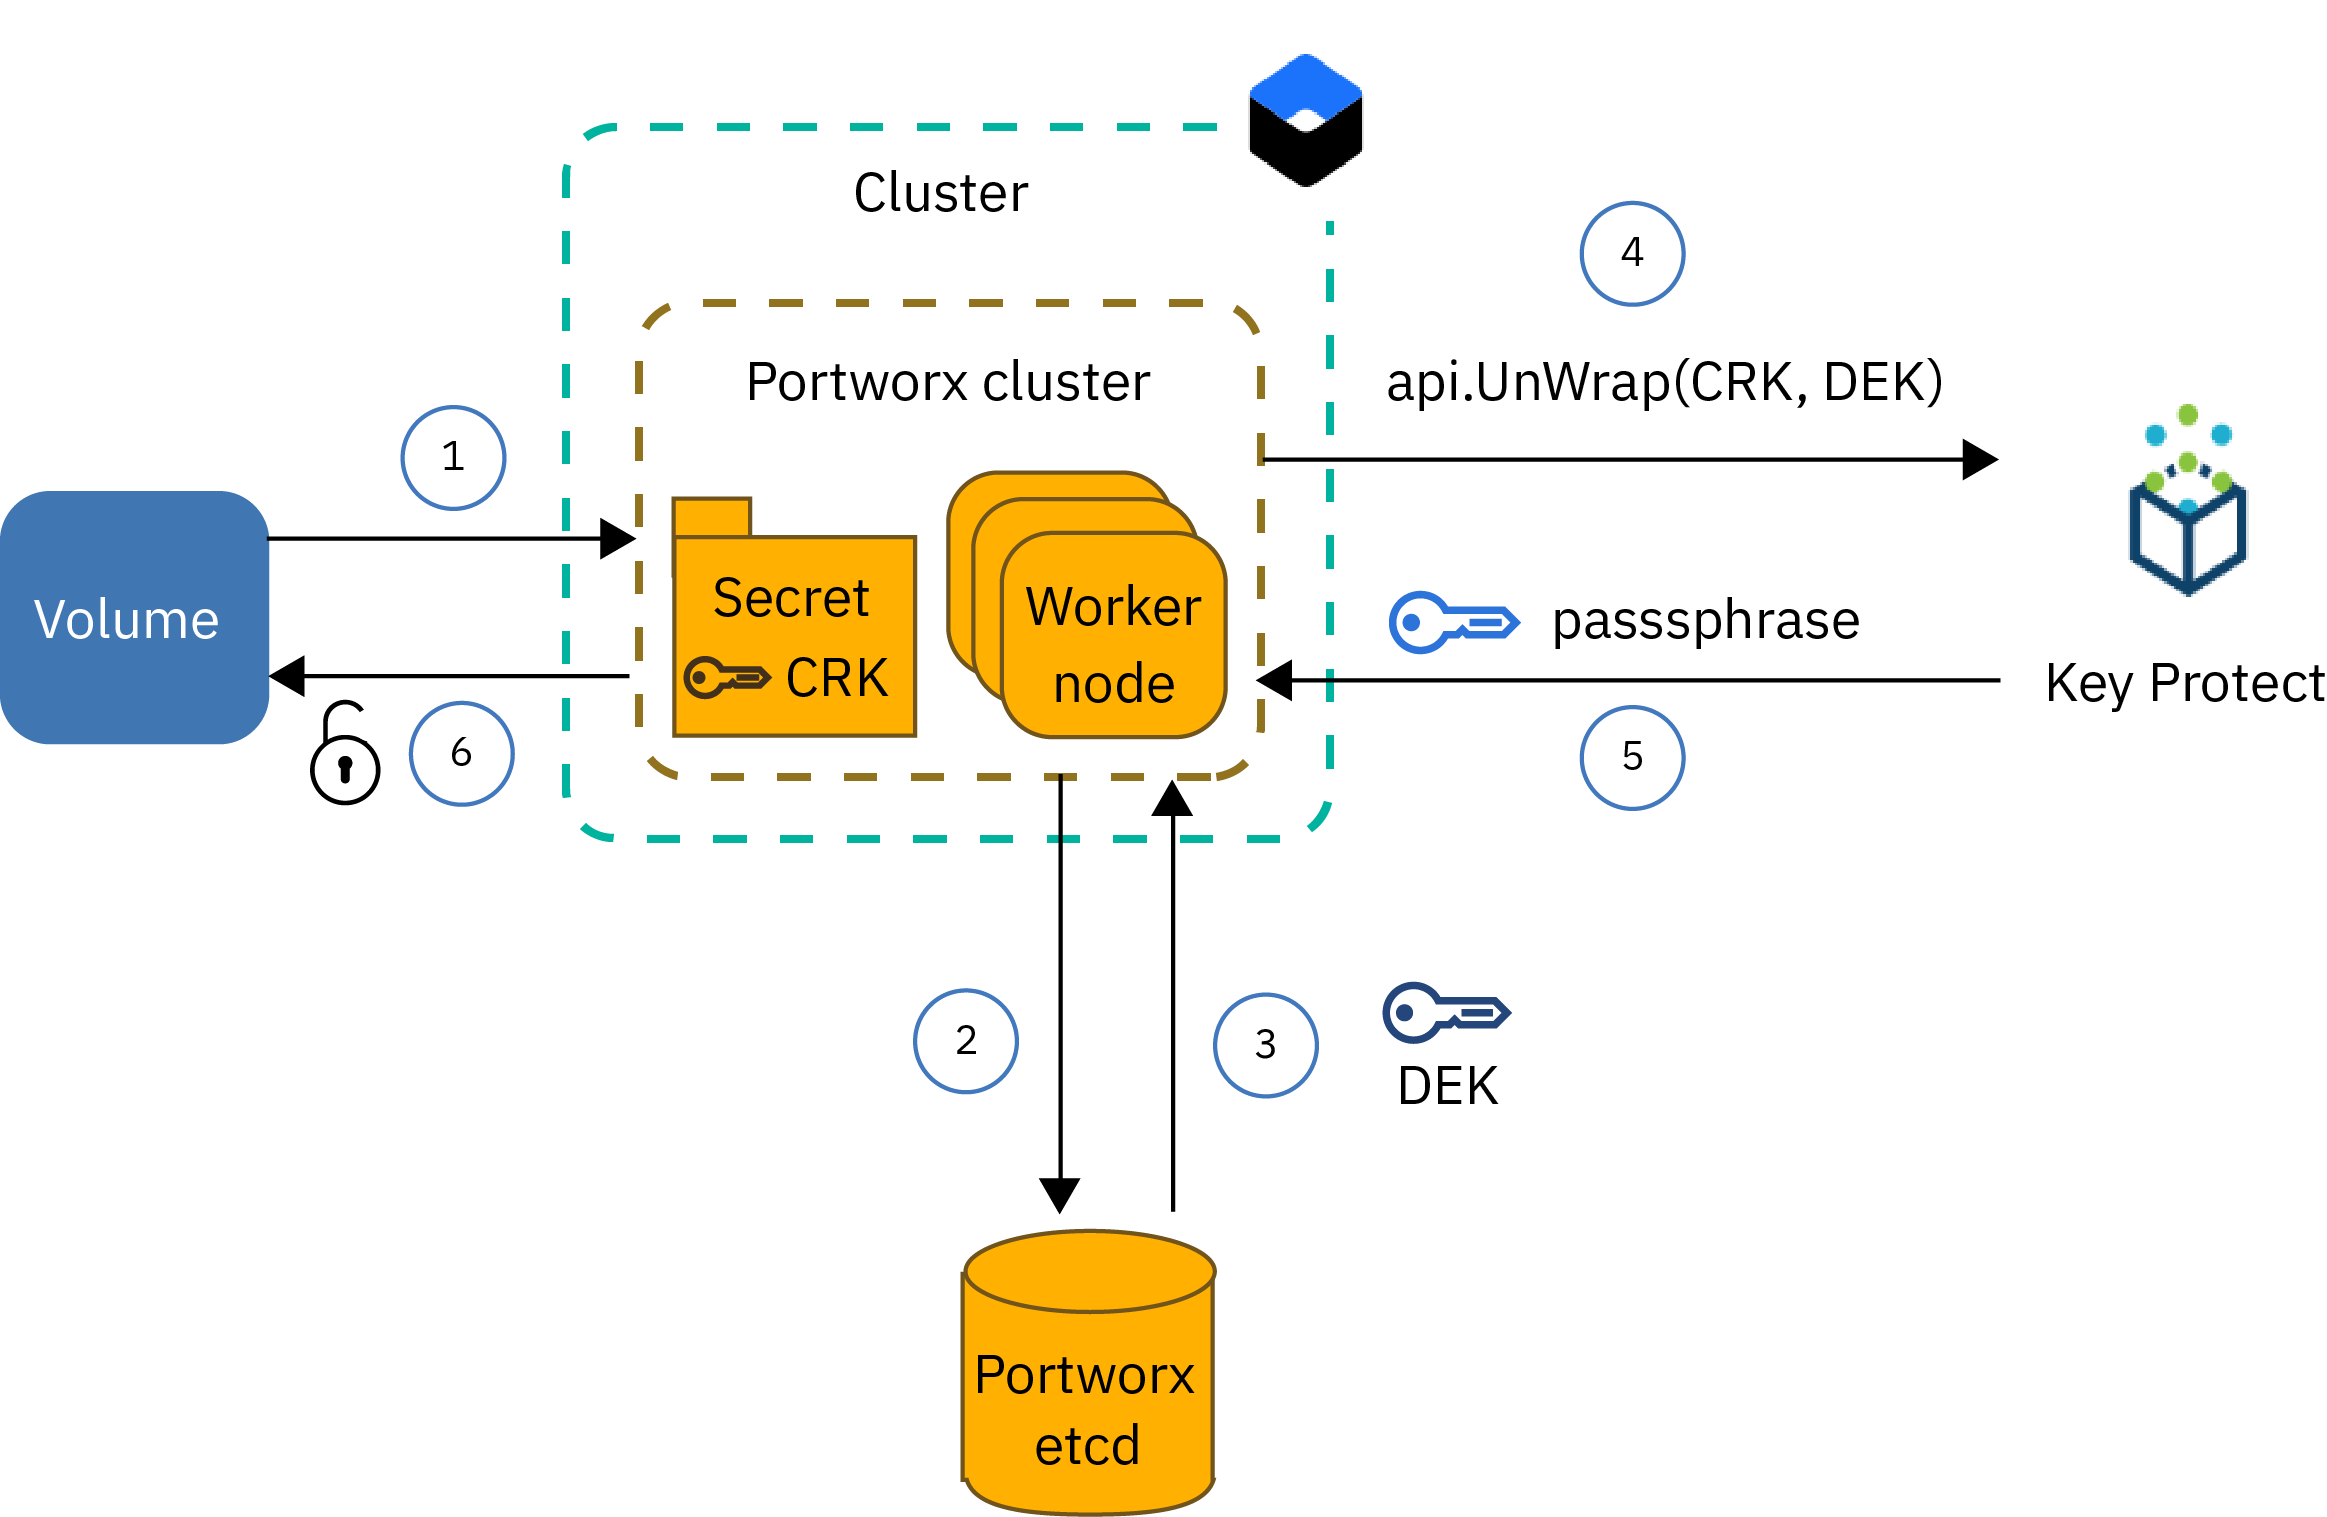 Cluster
4
Portworx cluster
api.UnWrap(CRK, DEK)
1
Volume
Secret
CRK
Worker
node
passsphrase
Key Protect
6
5
2
3
DEK
Portworx
etcd